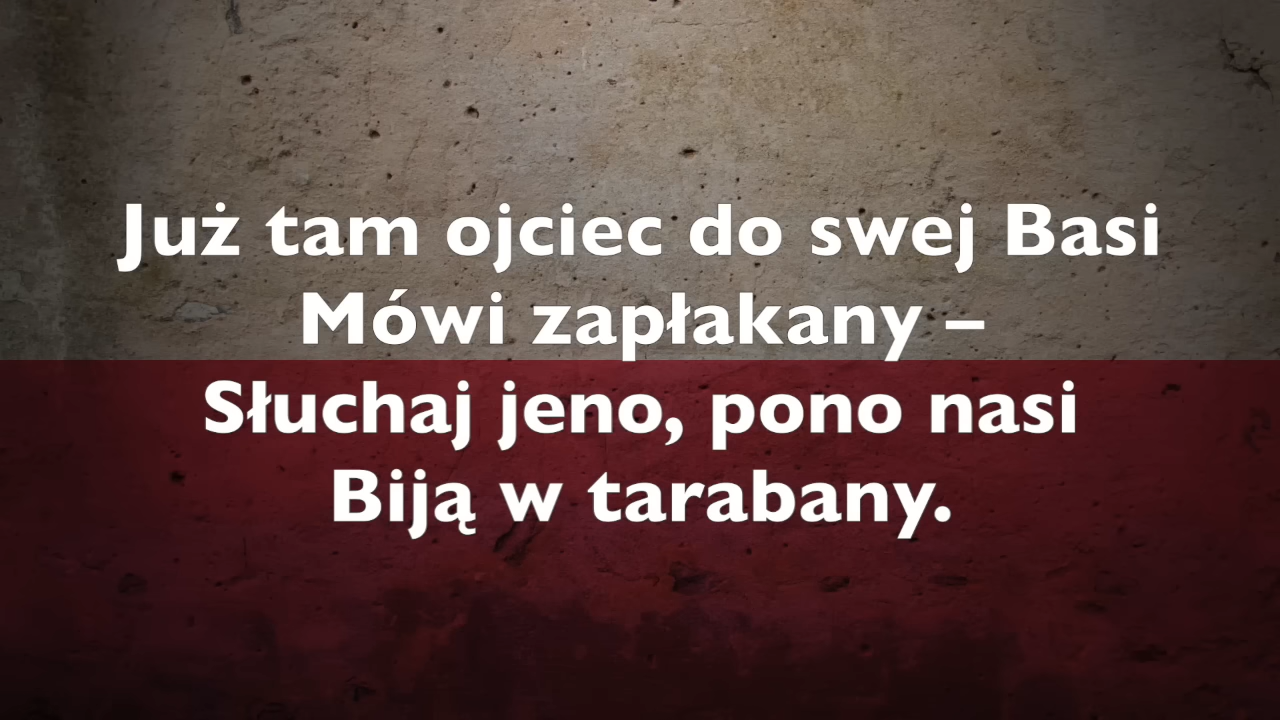 Już tam ojciec do swej Basi
Mówi zapłakany –
Słuchaj jeno, pono nasi
Biją w tarabany.